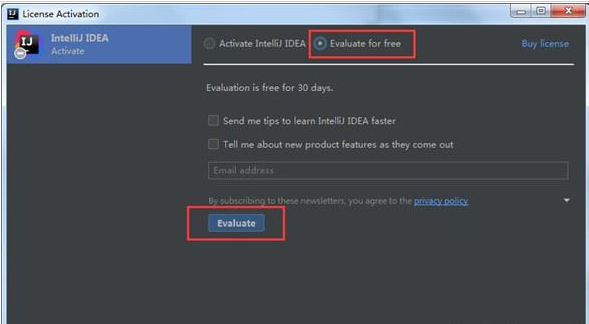 IJ License Activation
IJ IntelliJ IDEA
Activate
Activate IntelliJ IDEA Evaluate for free Buy license
Evaluation is free for 30 days.
Send me tips to learn IntelliJ IDEA faster
Tell me about new product features as they come out
Email address
By subscribing to these newsletters, you agree to the privacy policy
Evaluate